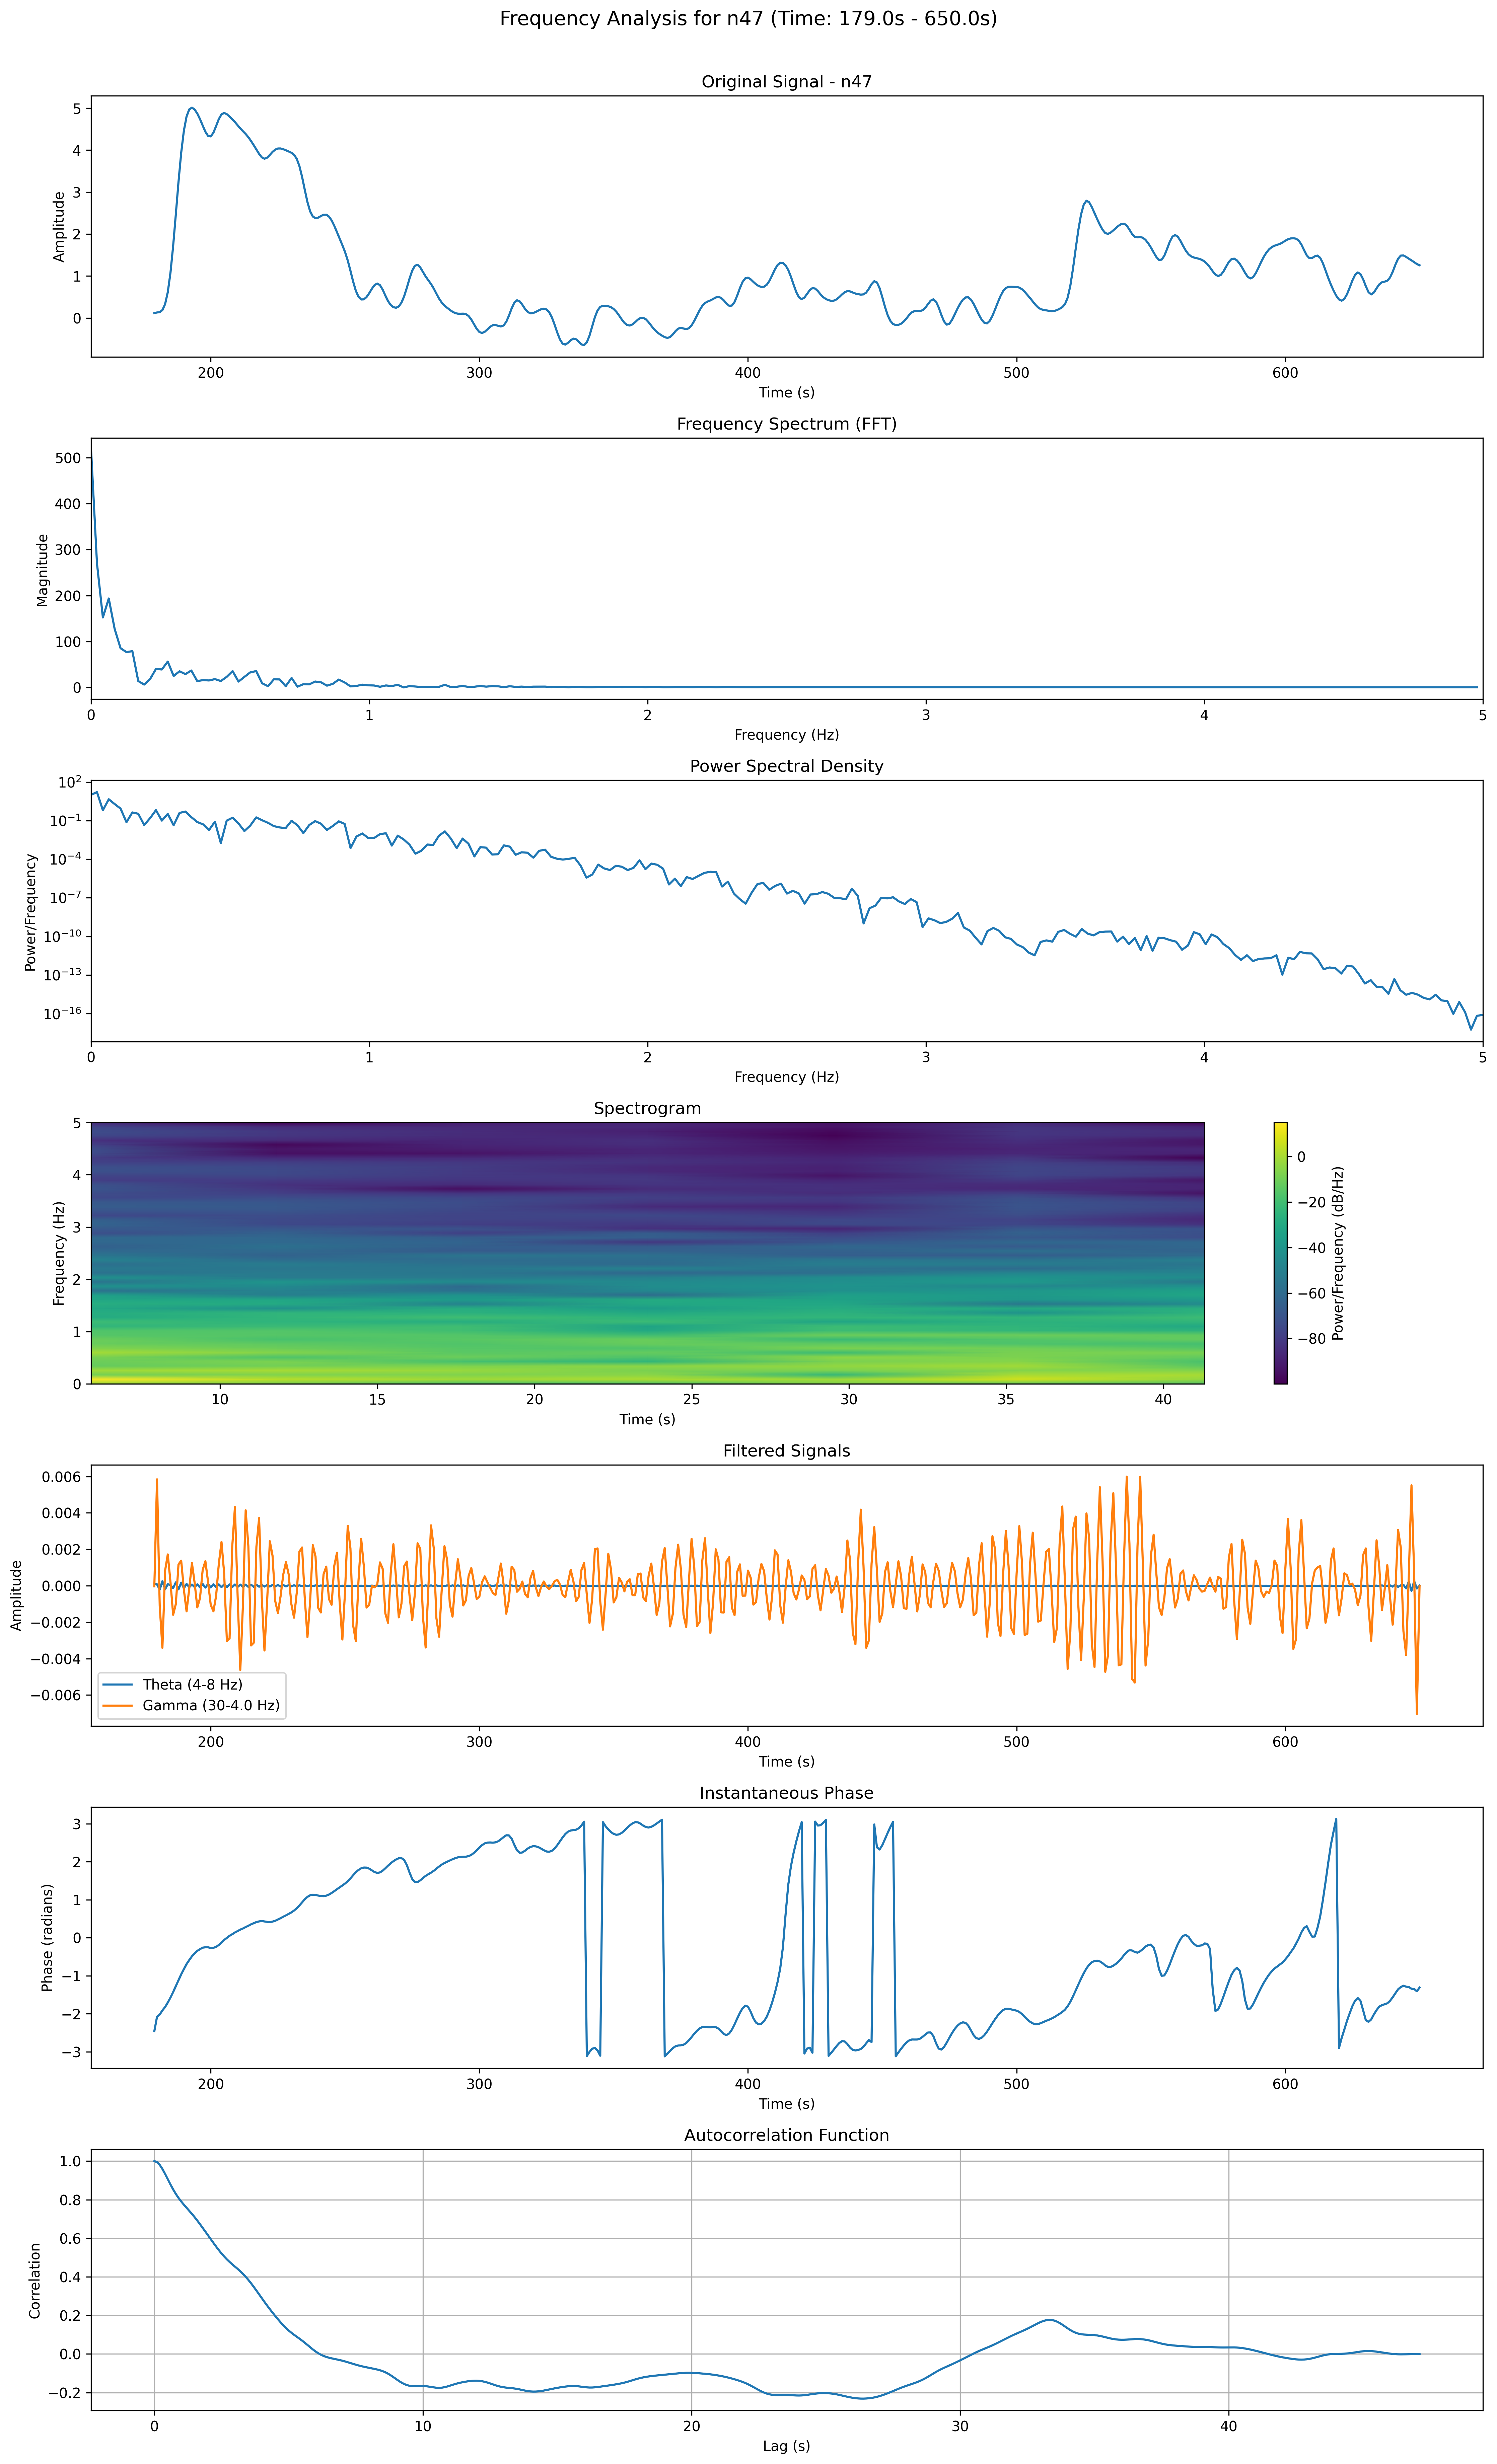 Frequency Analysis for n47 (Time: 179.0s - 650.0s)
Original Signal - n47
Amplitude
5
4
3
2
1
0
200 300 400 500 600
Time (s)
Frequency Spectrum (FFT)
Magnitude
500
400
300
200
100
0
0 1 2 3 4 5
Frequency (Hz)
Power Spectral Density
Power/Frequency
10²
10⁻¹
10⁻⁴
10⁻⁷
10⁻¹⁰
10⁻¹³
10⁻¹⁶
0 1 2 3 4 5
Frequency (Hz)
Spectrogram
Frequency (Hz)
5
4
3
2
1
0
10 15 20 25 30 35 40
Time (s)
0
−20
−40
−60
−80
Power/Frequency (dB/Hz)
Filtered Signals
Amplitude
0.006
0.004
0.002
0.000
−0.002
−0.004
−0.006
Theta (4-8 Hz)
Gamma (30-4.0 Hz)
200 300 400 500 600
Time (s)
Instantaneous Phase
Phase (radians)
3
2
1
0
−1
−2
−3
200 300 400 500 600
Time (s)
Autocorrelation Function
Correlation
1.0
0.8
0.6
0.4
0.2
0.0
−0.2
0 10 20 30 40
Lag (s)